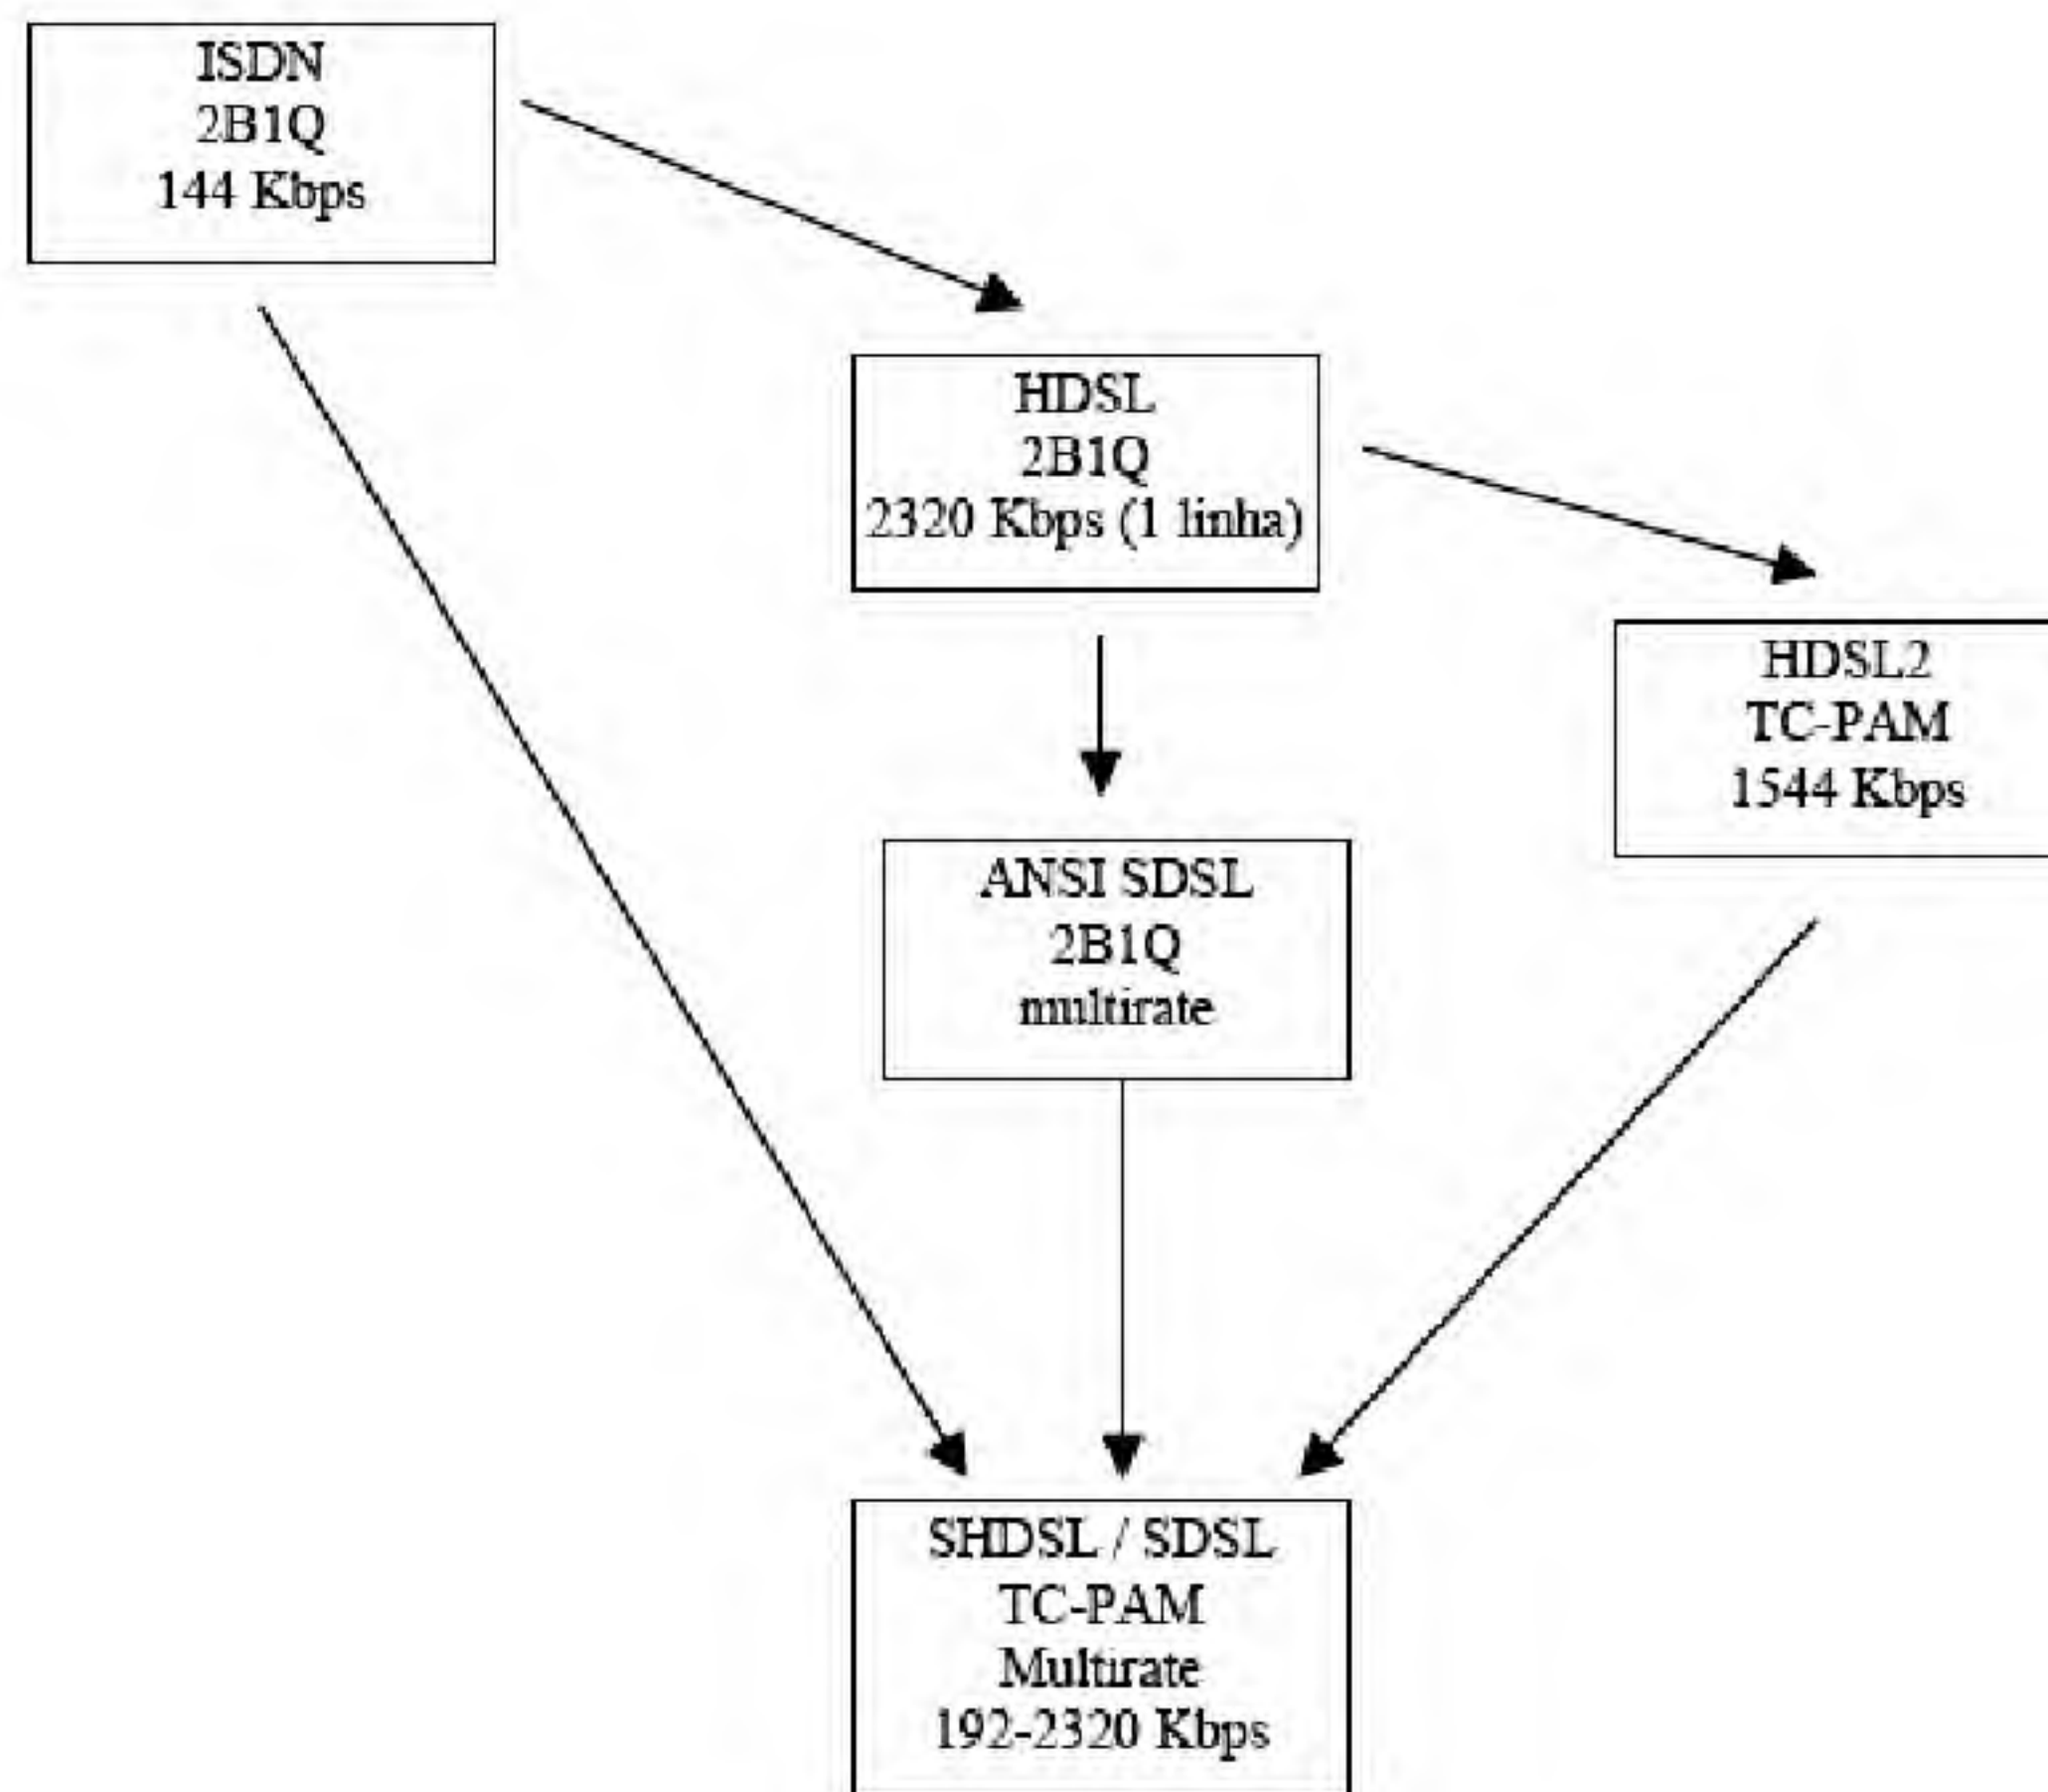 ISDN
2B1Q
144 Kbps
HDSL
2B1Q
2320 Kbps (1 linha)
HDSL2
TC-PAM
1544 Kbps
ANSI SDSL
2B1Q
multirate
SHDSL / SDSL
TC-PAM
Multirate
192-2320 Kbps